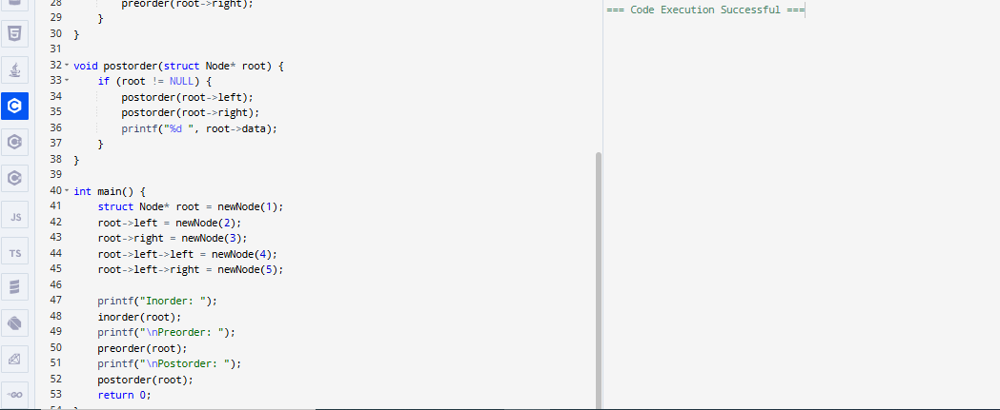 28 preorder(root->right);
29 }
30 }
31
32 void postorder(struct Node* root) {
33 if (root != NULL) {
34 postorder(root->left);
35 postorder(root->right);
36 printf("%d ", root->data);
37 }
38 }
39
40 int main() {
41 struct Node* root = newNode(1);
42 root->left = newNode(2);
43 root->right = newNode(3);
44 root->left->left = newNode(4);
45 root->left->right = newNode(5);
46
47 printf("Inorder: ");
48 inorder(root);
49 printf("\nPreorder: ");
50 preorder(root);
51 printf("\nPostorder: ");
52 postorder(root);
53 return 0;
54 }
=== Code Execution Successful ===
JS
TS
GO